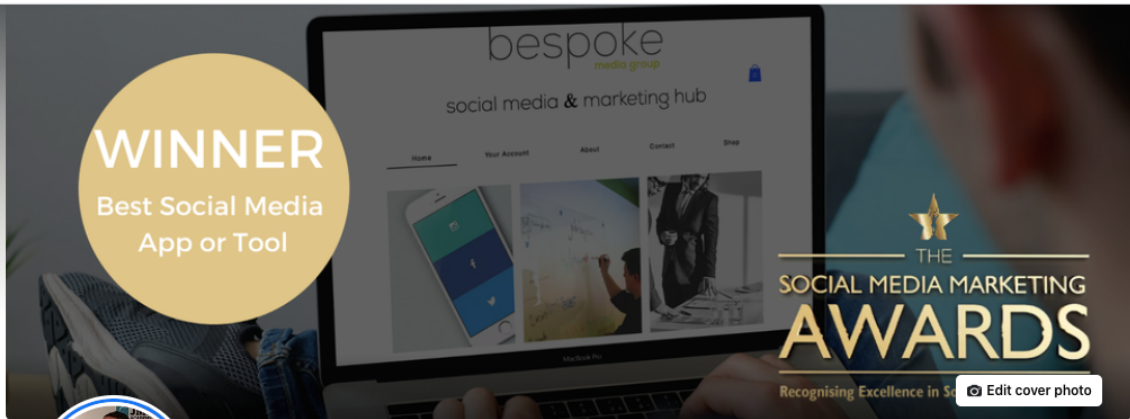 WINNER
Best Social Media
App or Tool
bespoke
media group
social media & marketing hub
Home
Your Account
About
Contact
Shop
MacBook Pro
THE
SOCIAL MEDIA MARKETING
AWARDS
Recognising Excellence in
Edit cover photo